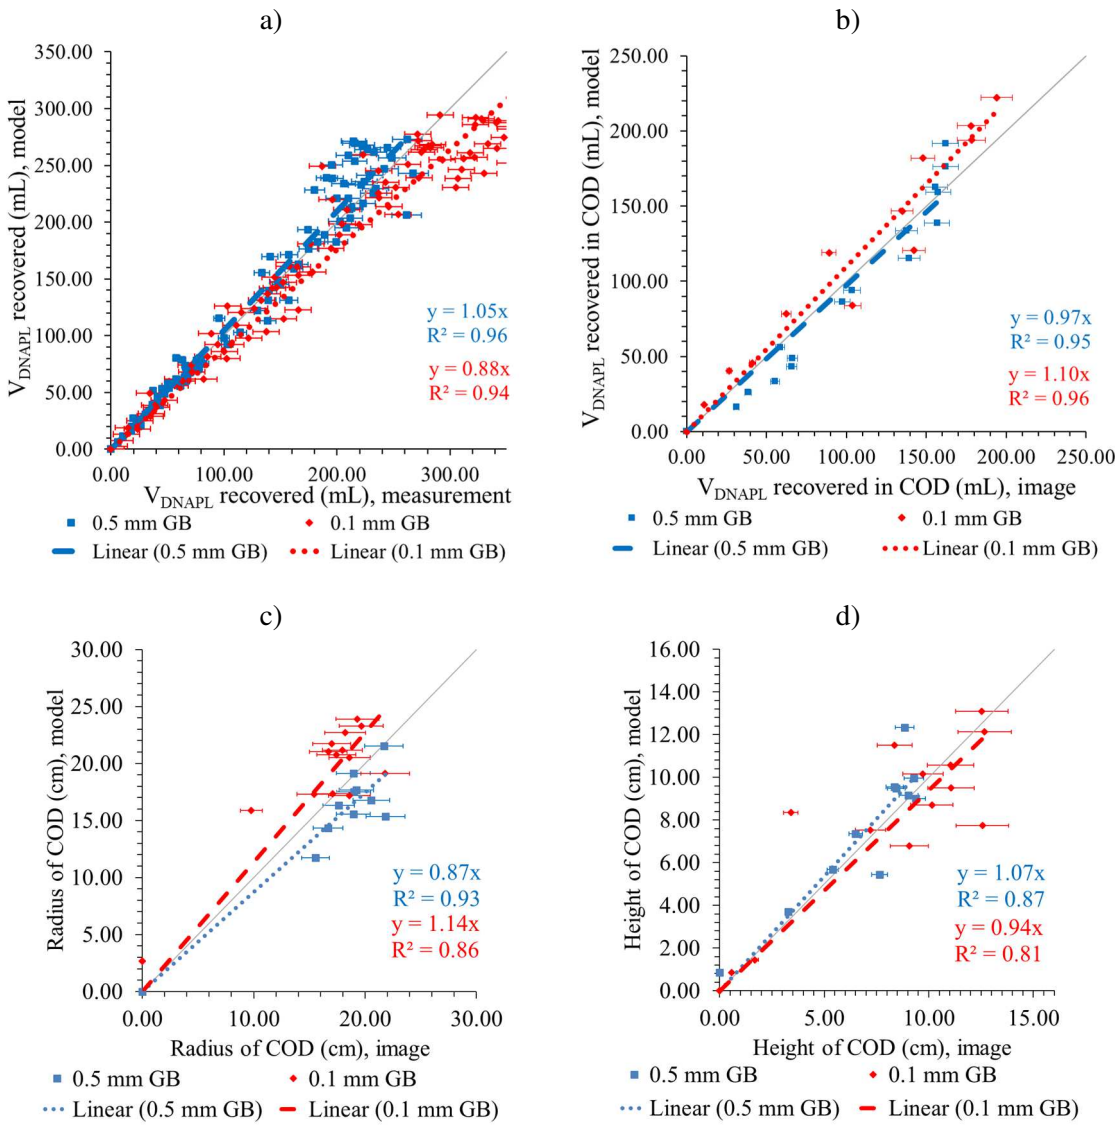 a)
350.00
300.00
250.00
200.00
150.00
100.00
50.00
0.00
V_DNAPL recovered (mL), model
0.00 100.00 200.00 300.00
V_DNAPL recovered (mL), measurement
y = 1.05x
R² = 0.96
y = 0.88x
R² = 0.94
0.5 mm GB 0.1 mm GB
Linear (0.5 mm GB) Linear (0.1 mm GB)
b)
250.00
200.00
150.00
100.00
50.00
0.00
V_DNAPL recovered in COD (mL), model
0.00 50.00 100.00 150.00 200.00 250.00
V_DNAPL recovered in COD (mL), image
y = 0.97x
R² = 0.95
y = 1.10x
R² = 0.96
0.5 mm GB 0.1 mm GB
Linear (0.5 mm GB) Linear (0.1 mm GB)
c)
30.00
25.00
20.00
15.00
10.00
5.00
0.00
Radius of COD (cm), model
0.00 10.00 20.00 30.00
Radius of COD (cm), image
y = 0.87x
R² = 0.93
y = 1.14x
R² = 0.86
0.5 mm GB 0.1 mm GB
Linear (0.5 mm GB) Linear (0.1 mm GB)
d)
16.00
14.00
12.00
10.00
8.00
6.00
4.00
2.00
0.00
Height of COD (cm), model
0.00 5.00 10.00 15.00
Height of COD (cm), image
y = 1.07x
R² = 0.87
y = 0.94x
R² = 0.81
0.5 mm GB 0.1 mm GB
Linear (0.5 mm GB) Linear (0.1 mm GB)